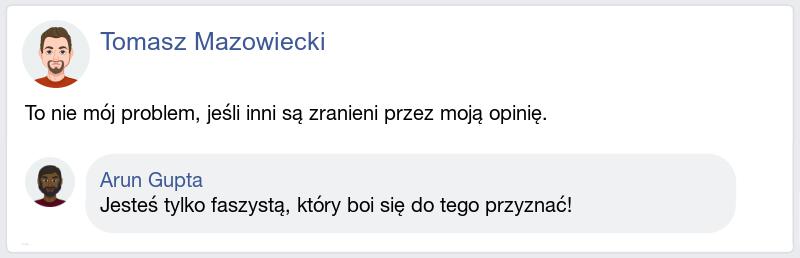 Tomasz Mazowiecki
To nie mój problem, jeśli inni są zranieni przez moją opinię.
Arun Gupta
Jesteś tylko faszystą, który boi się do tego przyznać!